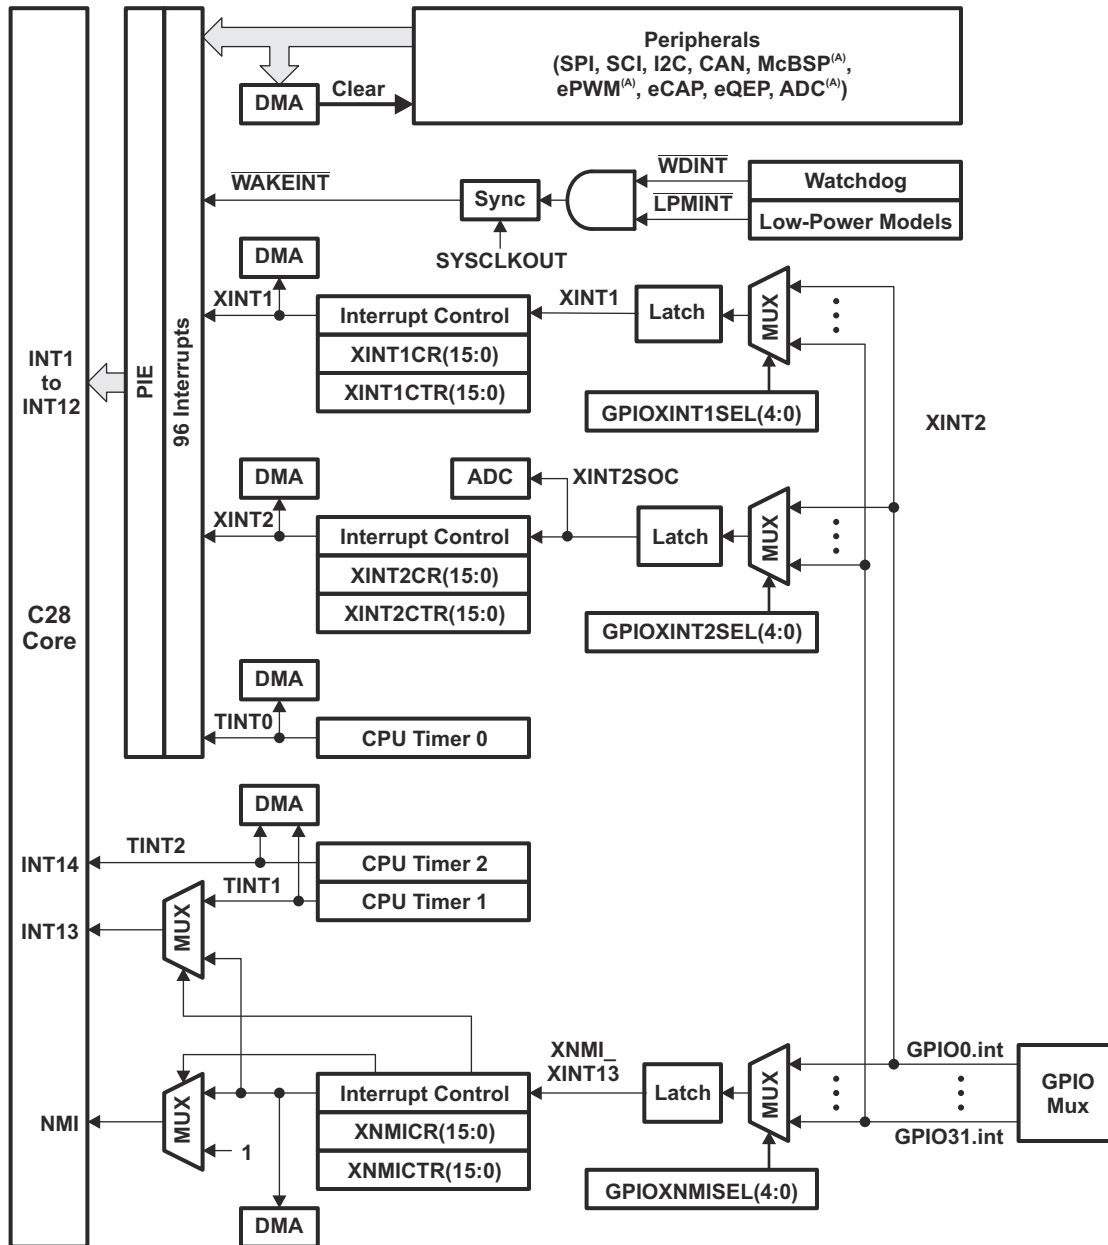 Peripherals
(SPI, SCI, I2C, CAN, McBSP(A),
ePWM(A), eCAP, eQEP, ADC(A))
DMA
Clear
WDINT
Watchdog
WAKEINT
Sync
LPMINT
Low-Power Models
SYSCLKOUT
DMA
XINT1
Interrupt Control
XINT1
Latch
MUX
XINT1CR(15:0)
XINT1CTR(15:0)
GPIOXINT1SEL(4:0)
INT1
to
INT12
PIE
96 Interrupts
XINT2
DMA
ADC
XINT2SOC
XINT2
Interrupt Control
Latch
MUX
XINT2CR(15:0)
XINT2CTR(15:0)
GPIOXINT2SEL(4:0)
C28
Core
DMA
TINT0
CPU Timer 0
DMA
INT14
TINT2
CPU Timer 2
TINT1
CPU Timer 1
INT13
MUX
XNMI_
XINT13
Interrupt Control
Latch
MUX
GPIO0.int
GPIO
Mux
GPIO31.int
NMI
MUX
1
XNMICR(15:0)
XNMICTR(15:0)
GPIOXNMISEL(4:0)
DMA